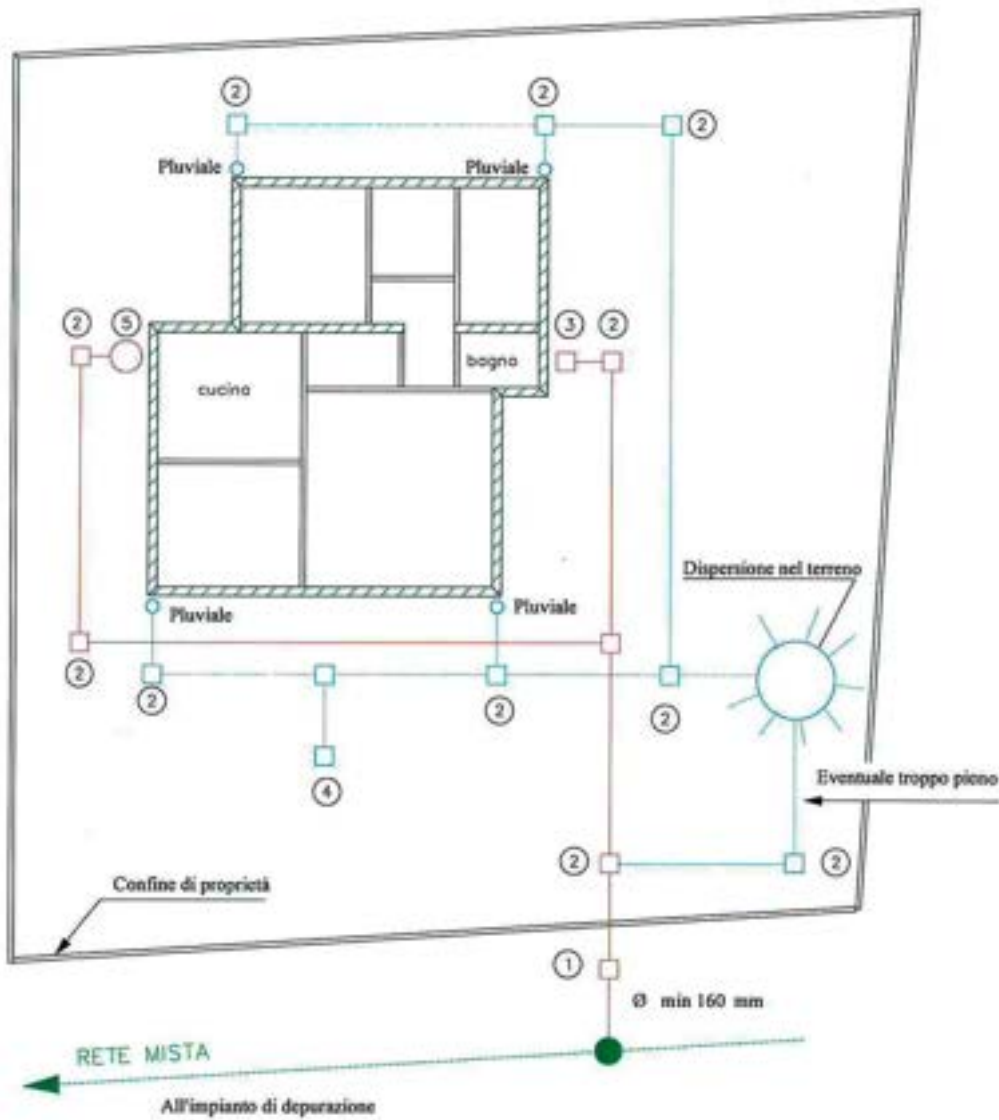 2
2
2
Pluviale
Pluviale
2
5
3
2
bagno
cucina
Dispersione nel terreno
Pluviale
Pluviale
2
2
2
2
4
Eventuale troppo pieno
2
2
Confine di proprietà
1
Ø min 160 mm
RETE MISTA
All'impianto di depurazione